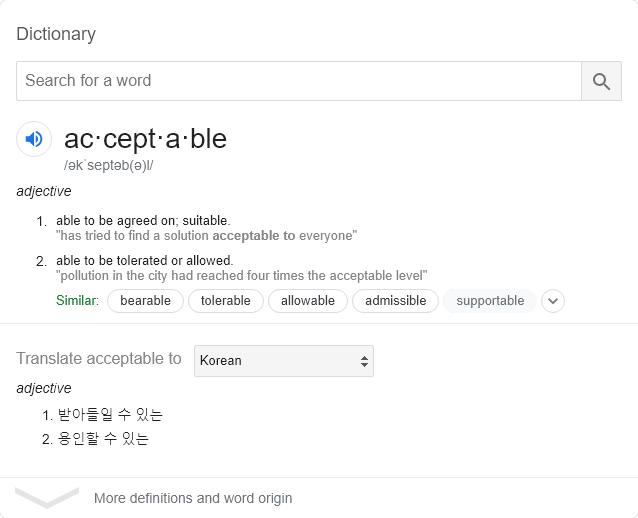 Dictionary
Search for a word
ac·cept·a·ble
/əkˈseptəb(ə)l/
adjective
1. able to be agreed on; suitable.
"has tried to find a solution acceptable to everyone"
2. able to be tolerated or allowed.
"pollution in the city had reached four times the acceptable level"
Similar: bearable tolerable allowable admissible supportable
Translate acceptable to Korean
adjective
1. 받아들일 수 있는
2. 용인할 수 있는
More definitions and word origin